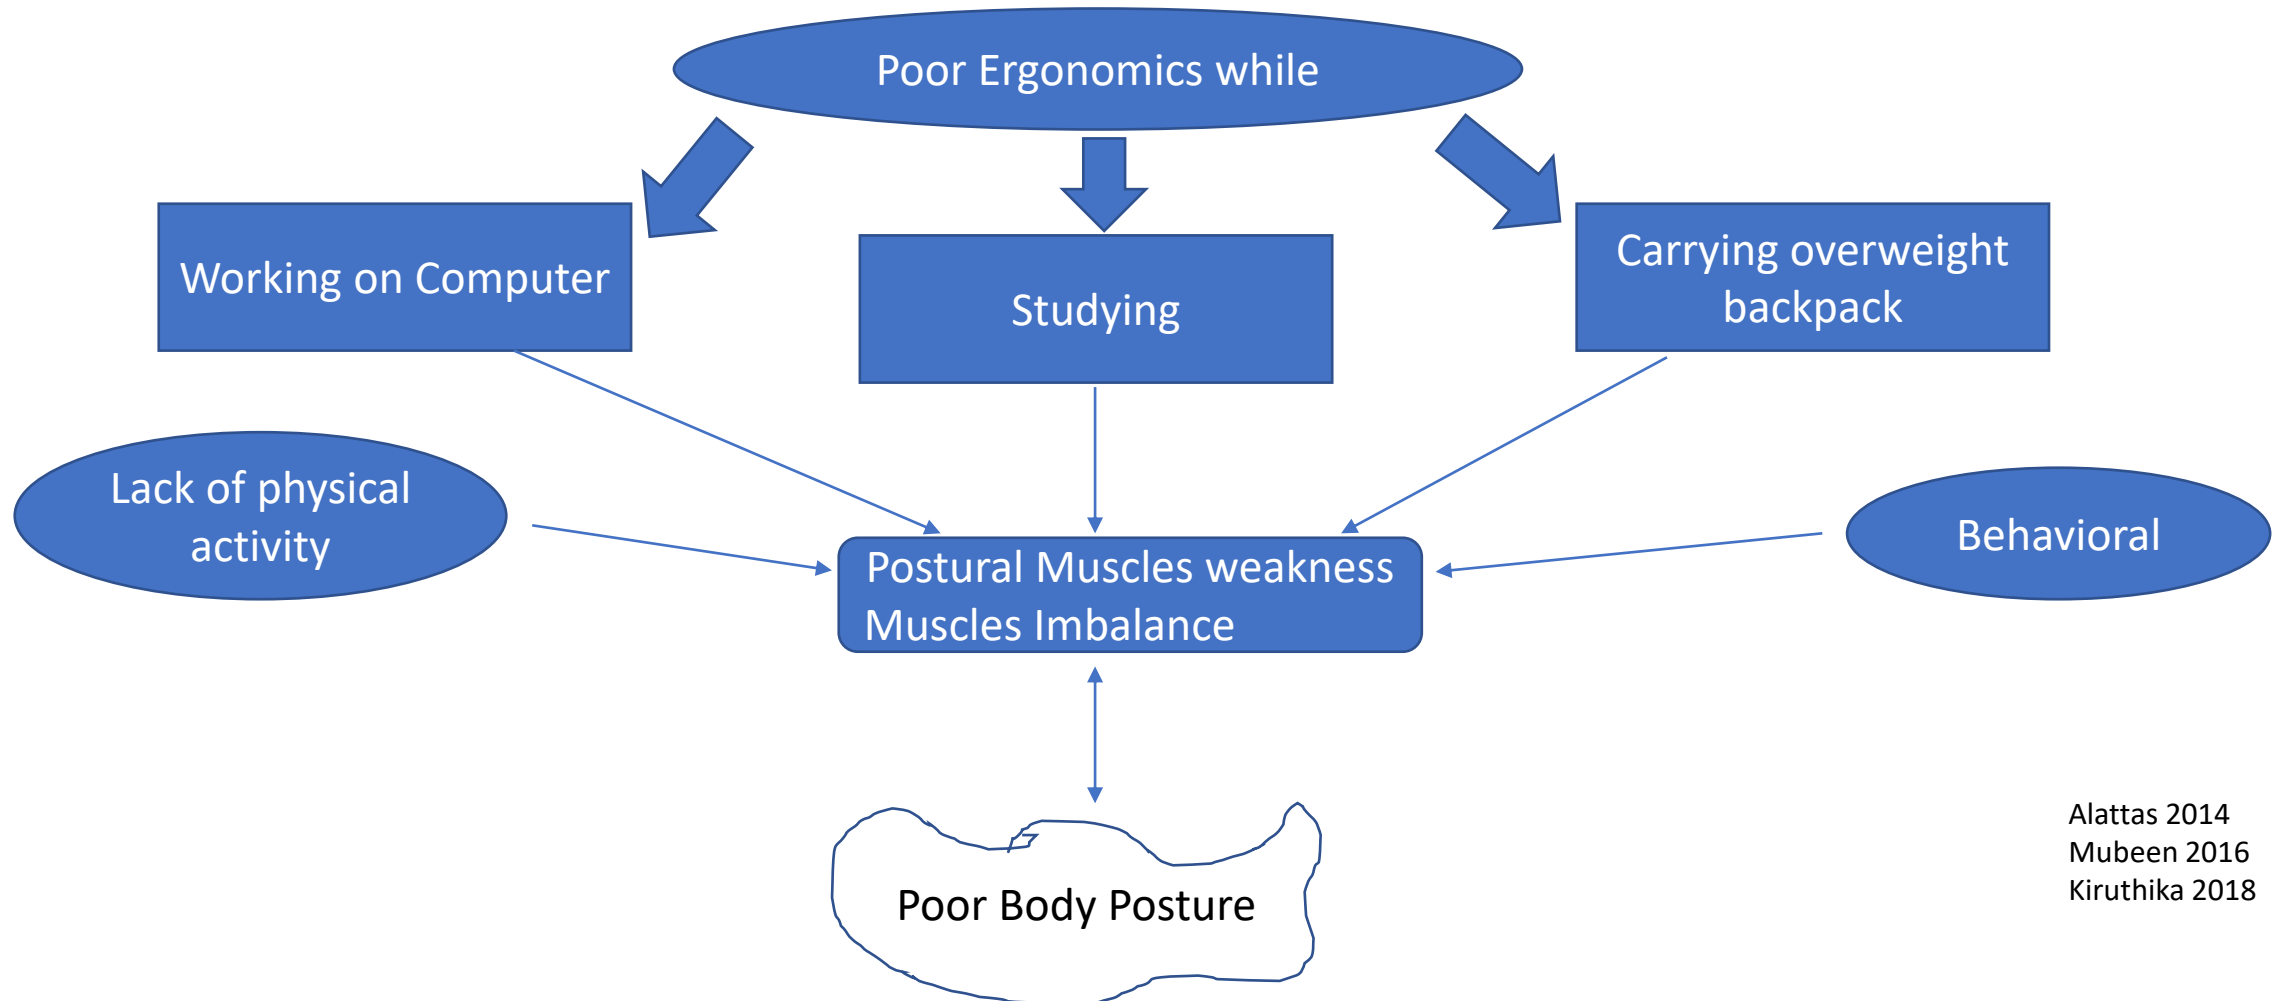 Poor Ergonomics while
Working on Computer
Studying
Carrying overweight
backpack
Lack of physical
activity
Behavioral
Postural Muscles weakness
Muscles Imbalance
Poor Body Posture
Alattas 2014
Mubeen 2016
Kiruthika 2018